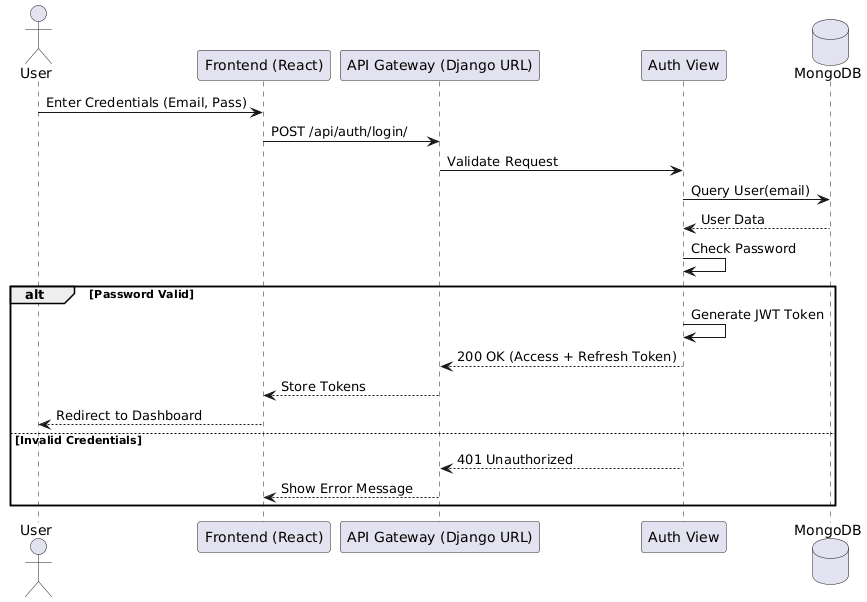 User
Frontend (React)
API Gateway (Django URL)
Auth View
MongoDB
Enter Credentials (Email, Pass)
POST /api/auth/login/
Validate Request
Query User(email)
User Data
Check Password
alt
[Password Valid]
Generate JWT Token
200 OK (Access + Refresh Token)
Store Tokens
Redirect to Dashboard
[Invalid Credentials]
401 Unauthorized
Show Error Message
User
Frontend (React)
API Gateway (Django URL)
Auth View
MongoDB